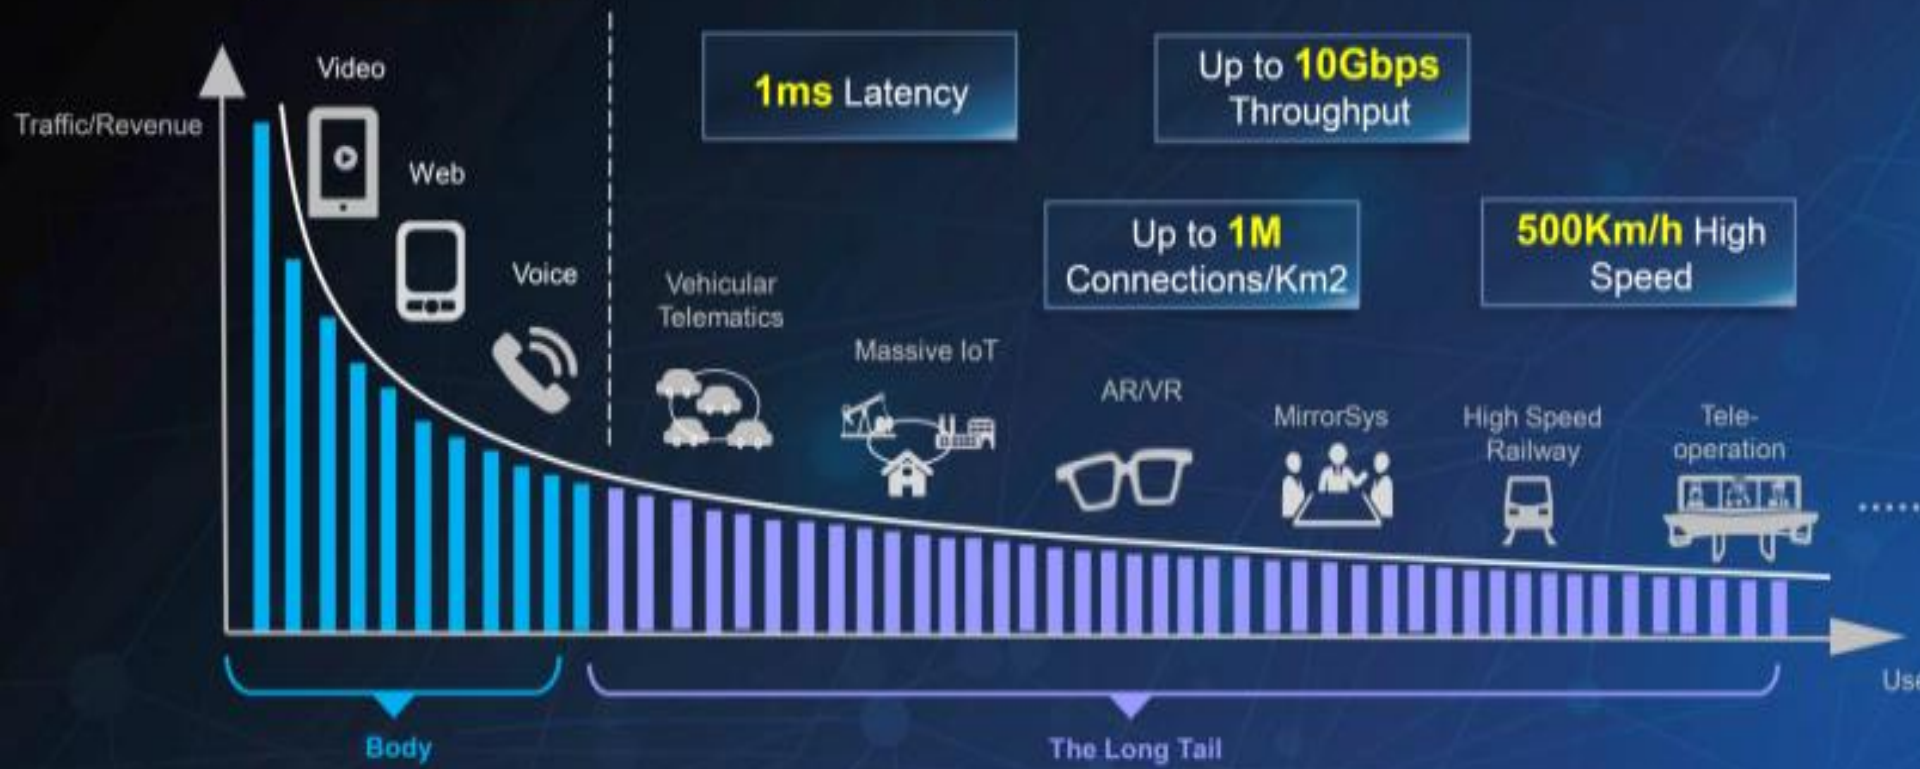 Video
1ms Latency
Up to 10Gbps
Throughput
Traffic/Revenue
Web
Up to 1M
Connections/Km2
500Km/h High
Speed
Voice
Vehicular
Telematics
Massive IoT
AR/VR
MirrorSys
High Speed
Railway
Tele-
operation
Body
The Long Tail